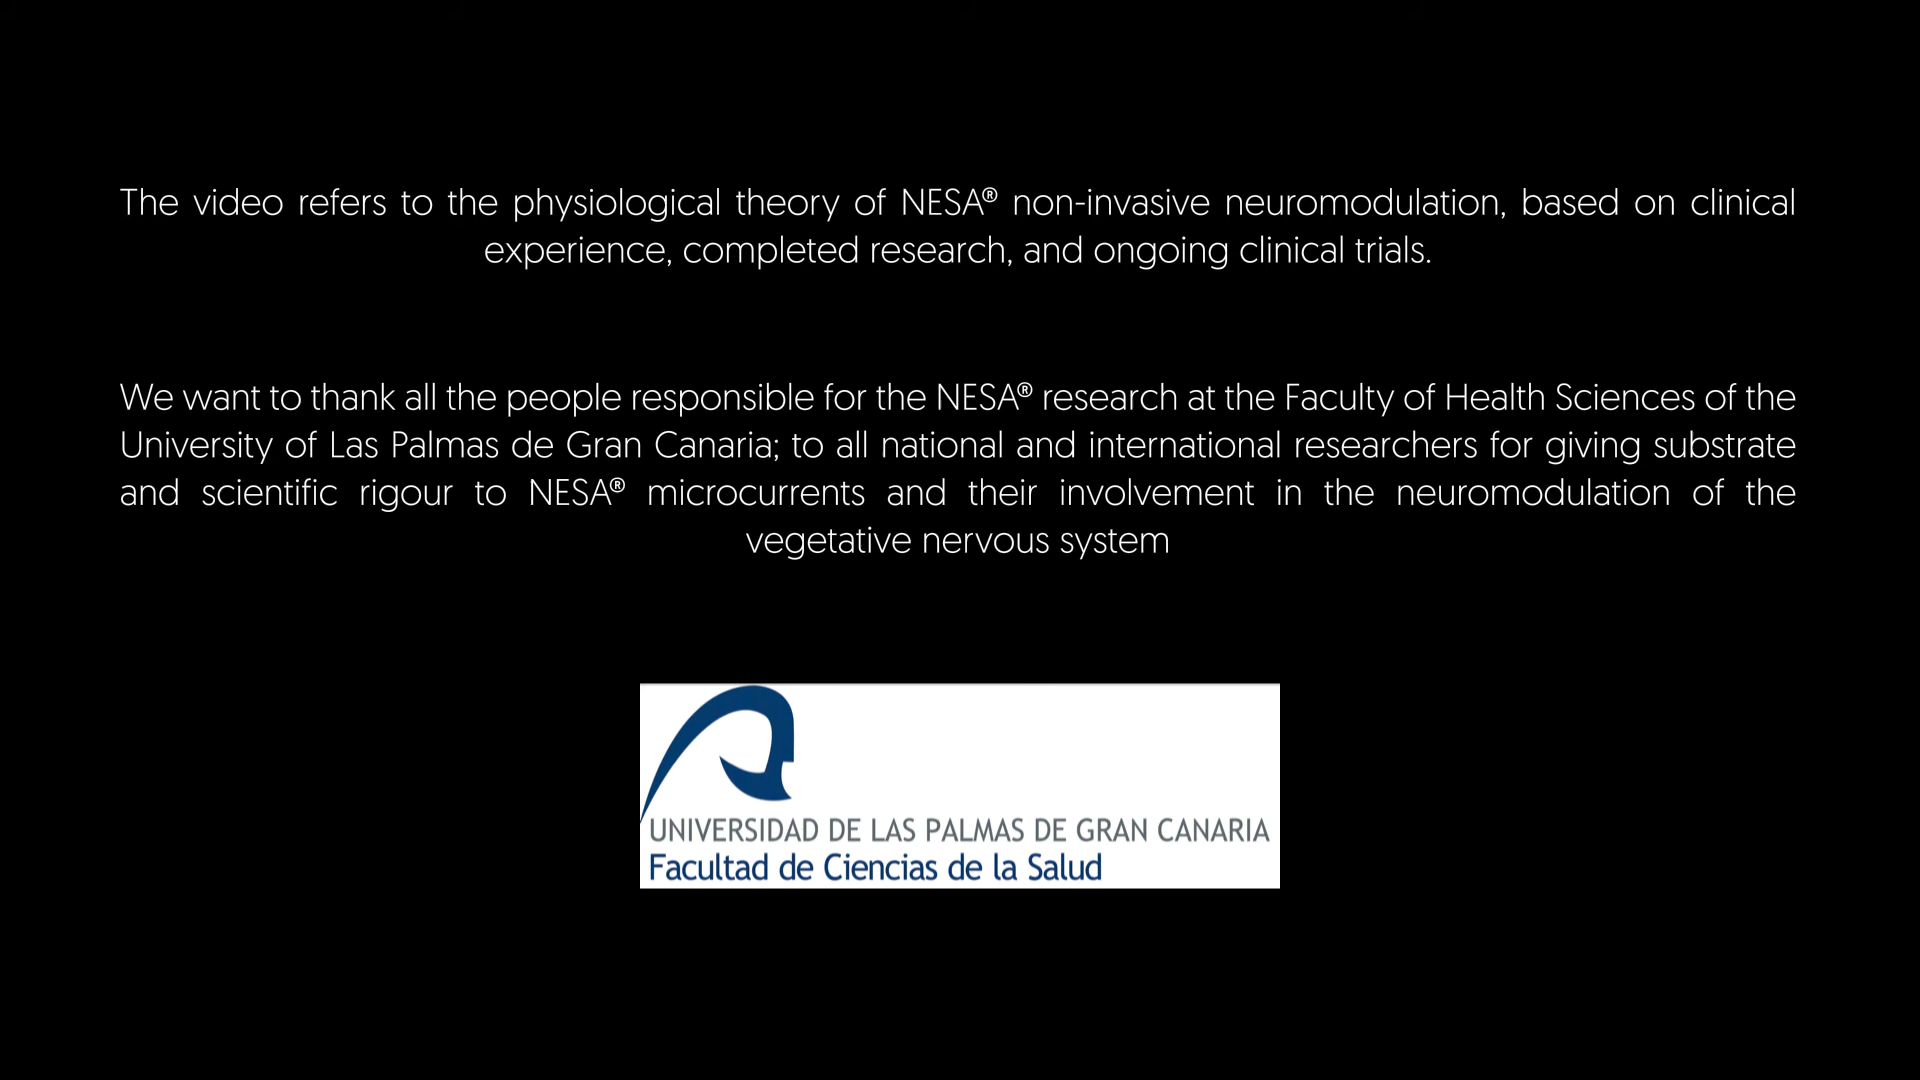 The video refers to the physiological theory of NESA® non-invasive neuromodulation, based on clinical
experience, completed research, and ongoing clinical trials.
We want to thank all the people responsible for the NESA® research at the Faculty of Health Sciences of the
University of Las Palmas de Gran Canaria; to all national and international researchers for giving substrate
and scientific rigour to NESA® microcurrents and their involvement in the neuromodulation of the
vegetative nervous system
UNIVERSIDAD DE LAS PALMAS DE GRAN CANARIA
Facultad de Ciencias de la Salud